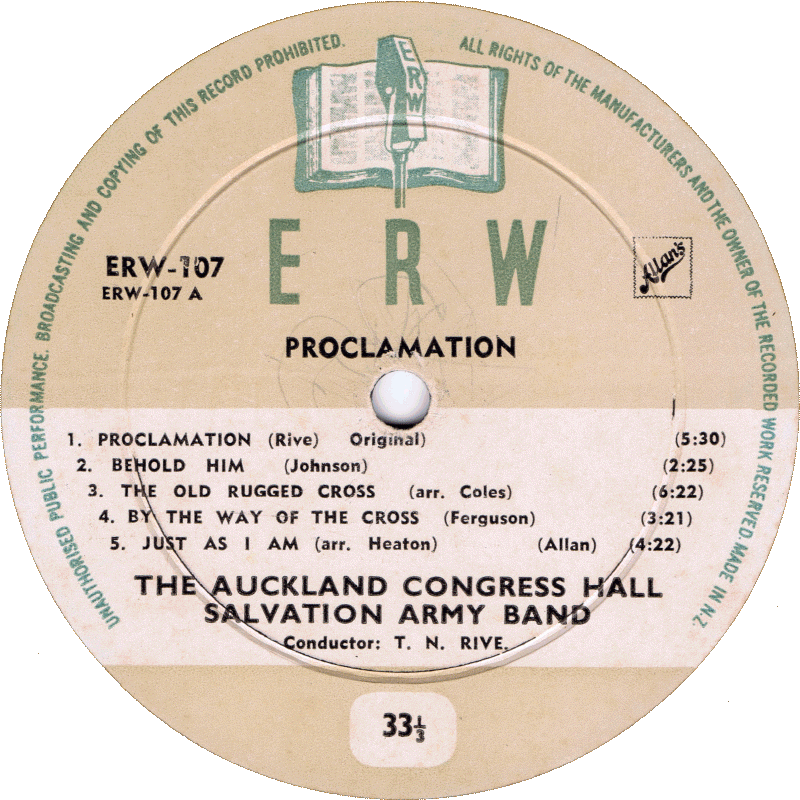 UNAUTHORISED PUBLIC PERFORMANCE. BROADCASTING AND COPYING OF THIS RECORD PROHIBITED.
ALL RIGHTS OF THE MANUFACTURERS AND THE OWNER OF THE RECORDED WORK RESERVED. MADE IN N.Z.
ERW
E R W
ERW-107
ERW-107 A
Allan's
PROCLAMATION
1. PROCLAMATION (Rive) Original) (5:30)
2. BEHOLD HIM (Johnson) (2:25)
3. THE OLD RUGGED CROSS (arr. Coles) (6:22)
4. BY THE WAY OF THE CROSS (Ferguson) (3:21)
5. JUST AS I AM (arr. Heaton) (Allan) (4:22)
THE AUCKLAND CONGRESS HALL
SALVATION ARMY BAND
Conductor: T. N. RIVE.
33⅓